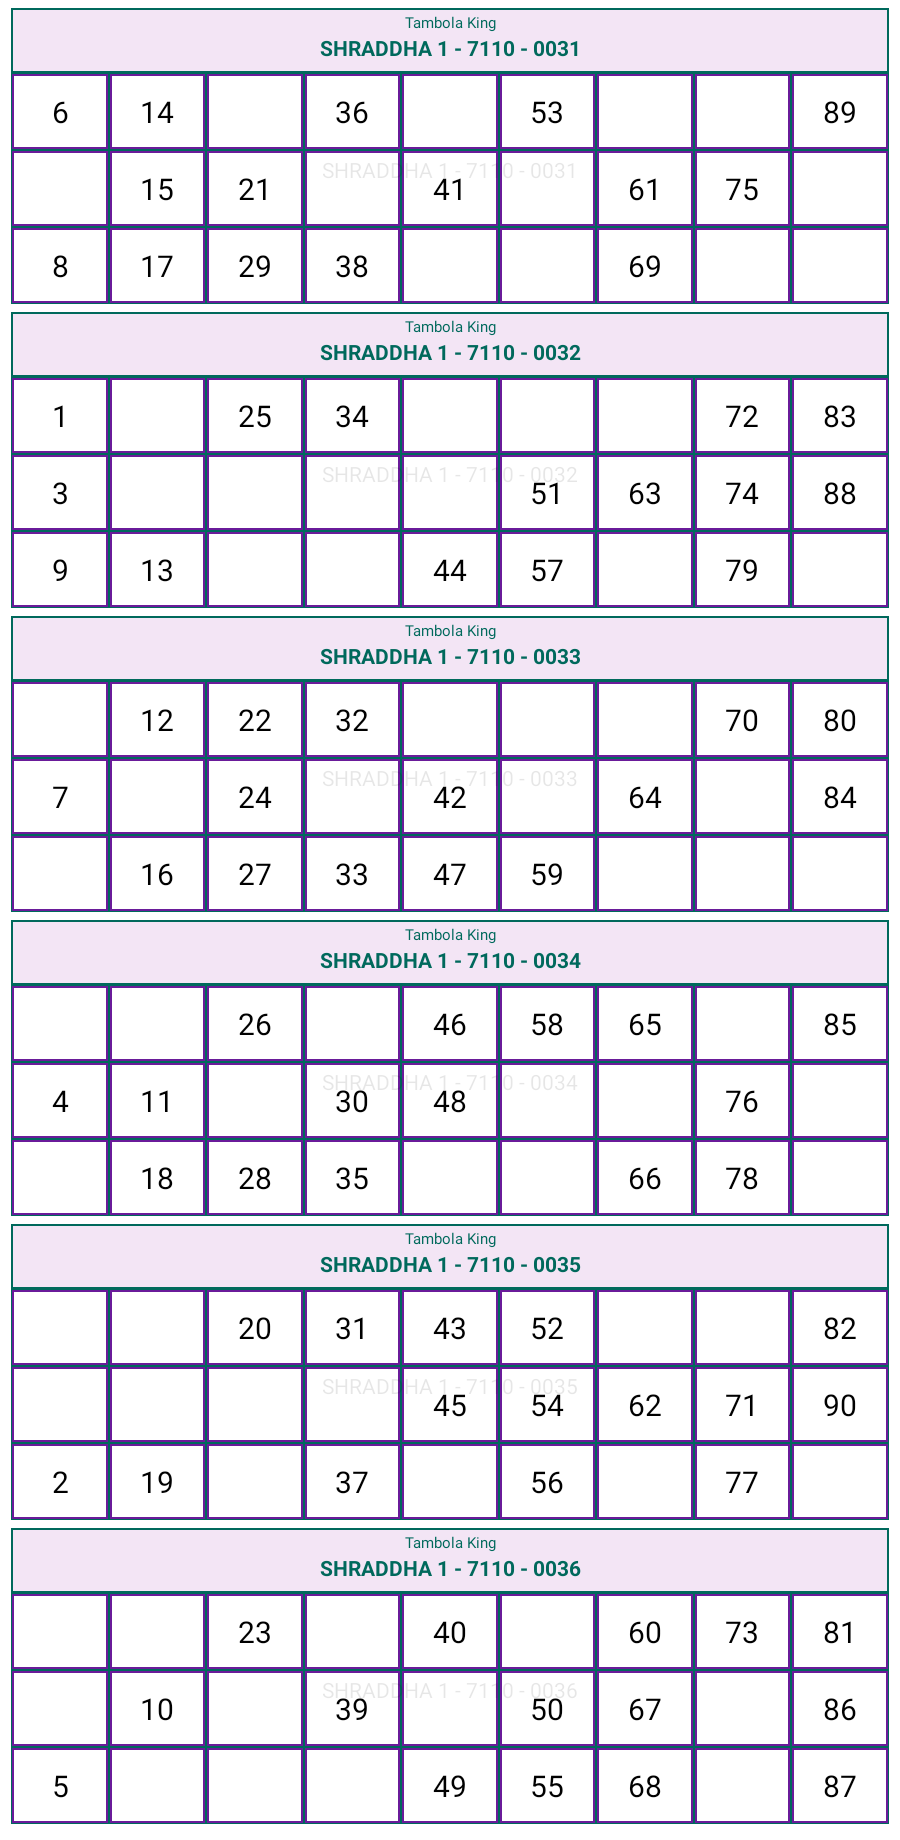 Tambola King
SHRADDHA 1 - 7110 - 0031
6 14 36 53 89
SHRADDHA 1 - 7110 - 0031
15 21 41 61 75
8 17 29 38 69
Tambola King
SHRADDHA 1 - 7110 - 0032
1 25 34 72 83
SHRADDHA 1 - 7110 - 0032
3 51 63 74 88
9 13 44 57 79
Tambola King
SHRADDHA 1 - 7110 - 0033
12 22 32 70 80
SHRADDHA 1 - 7110 - 0033
7 24 42 64 84
16 27 33 47 59
Tambola King
SHRADDHA 1 - 7110 - 0034
26 46 58 65 85
SHRADDHA 1 - 7110 - 0034
4 11 30 48 76
18 28 35 66 78
Tambola King
SHRADDHA 1 - 7110 - 0035
20 31 43 52 82
SHRADDHA 1 - 7110 - 0035
45 54 62 71 90
2 19 37 56 77
Tambola King
SHRADDHA 1 - 7110 - 0036
23 40 60 73 81
SHRADDHA 1 - 7110 - 0036
10 39 50 67 86
5 49 55 68 87